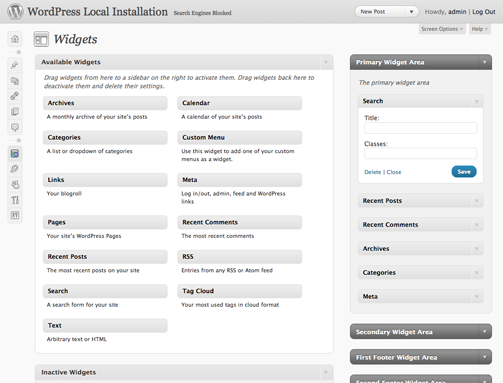 WordPress Local Installation Search Engines Blocked
New Post
Howdy, admin | Log Out
Screen Options
Help
Widgets
Available Widgets
Drag widgets from here to a sidebar on the right to activate them. Drag widgets back here to
deactivate them and delete their settings.
Archives
A monthly archive of your site's posts
Calendar
A calendar of your site's posts
Categories
A list or dropdown of categories
Custom Menu
Use this widget to add one of your custom
menus as a widget.
Links
Your blogroll
Meta
Log in/out, admin, feed and WordPress
links
Pages
Your site's WordPress Pages
Recent Comments
The most recent comments
Recent Posts
The most recent posts on your site
RSS
Entries from any RSS or Atom feed
Search
A search form for your site
Tag Cloud
Your most used tags in cloud format
Text
Arbitrary text or HTML
Inactive Widgets
Primary Widget Area
The primary widget area
Search
Title:
Classes:
Delete | Close
Save
Recent Posts
Recent Comments
Archives
Categories
Meta
Secondary Widget Area
First Footer Widget Area
Second Footer Widget Area